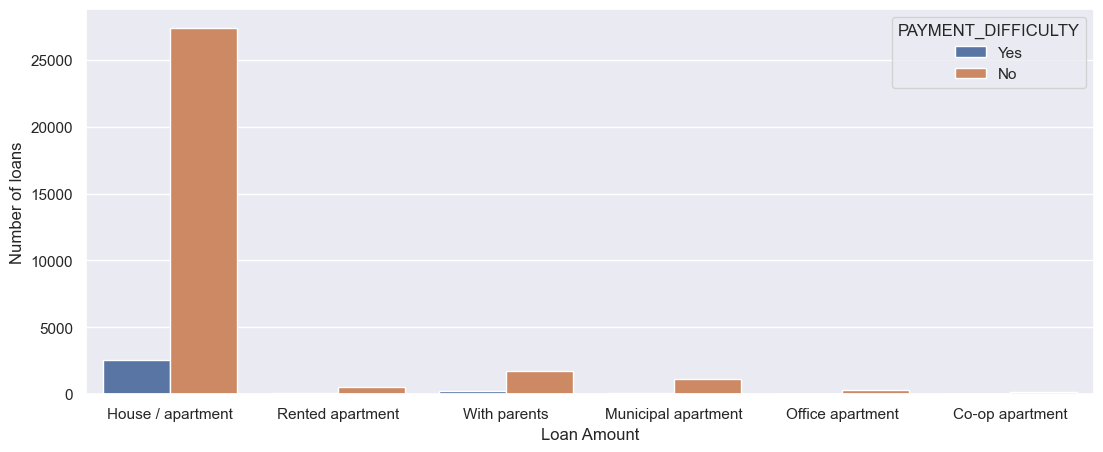 PAYMENT_DIFFICULTY
Yes
No
Number of loans
25000
20000
15000
10000
5000
0
House / apartment
Rented apartment
With parents
Municipal apartment
Office apartment
Co-op apartment
Loan Amount